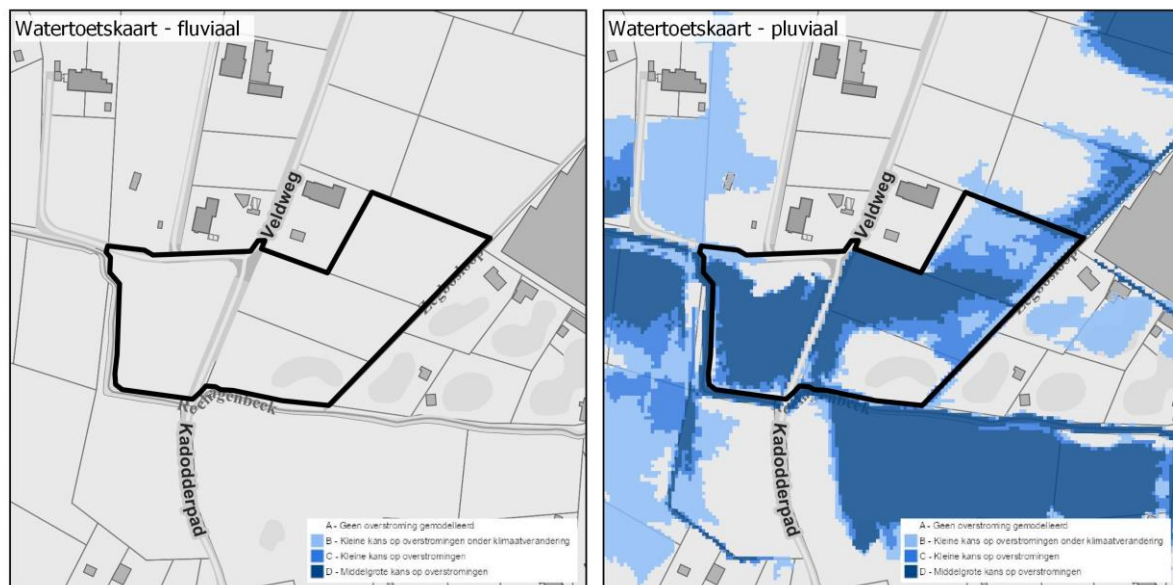 Watertoetskaart - fluviaal
Veldweg
Kadodderpad
A - Geen overstroming gemodelleerd
B - Kleine kans op overstromingen onder klimaatverandering
C - Kleine kans op overstromingen
D - Middelgrote kans op overstromingen
Watertoetskaart - pluviaal
Veldweg
Kadodderpad
A - Geen overstroming gemodelleerd
B - Kleine kans op overstromingen onder klimaatverandering
C - Kleine kans op overstromingen
D - Middelgrote kans op overstromingen